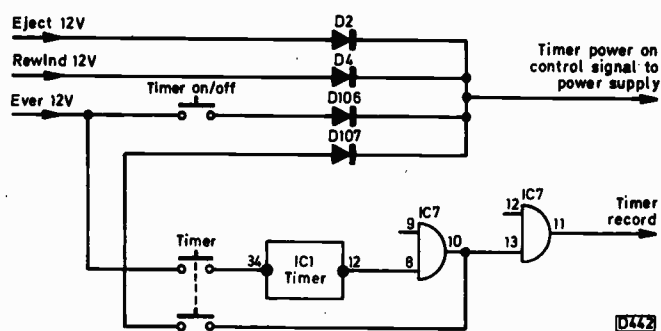 Eject 12V
D2
Rewind 12V
D4
Timer power on
control signal to
power supply
Ever 12V
Timer on/off
D106
D107
IC7
12
11
13
Timer
record
IC7
9
10
8
Timer
34
IC1
Timer
12
D442